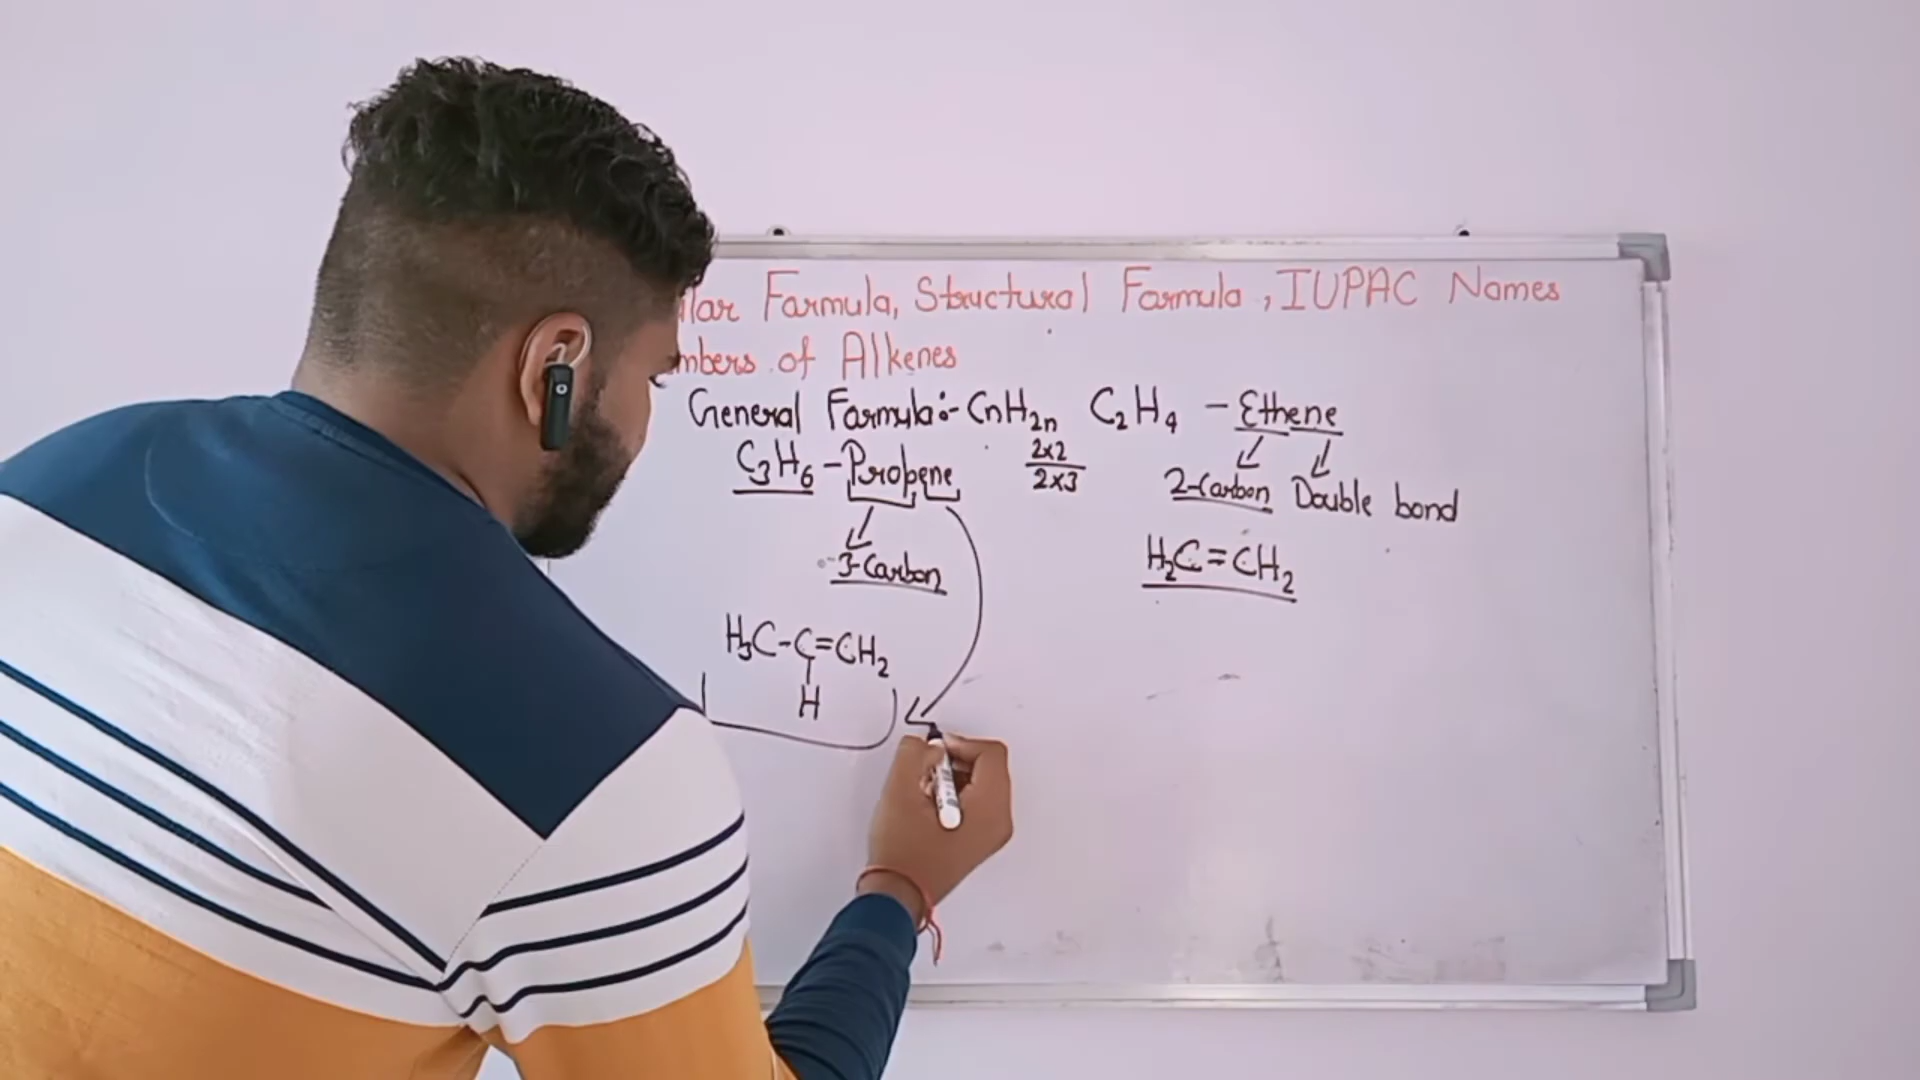 Farmula, Structural Farmula, IUPAC Names
of Alkenes
General Farmula:- CnH2n C2H4 - Ethene
C3H6 - Propene 2x2
2x3 2-Carbon Double bond
3-Carbon H2C=CH2
H3C-C=CH2
H